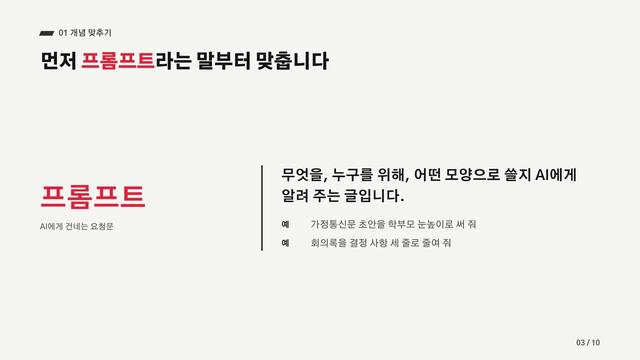 01 개념 맞추기
먼저 프롬프트라는 말부터 맞춥니다
프롬프트
AI에게 건네는 요청문
무엇을, 누구를 위해, 어떤 모양으로 쓸지 AI에게
알려 주는 글입니다.
예 가정통신문 초안을 학부모 눈높이로 써 줘
예 회의록을 결정 사항 세 줄로 줄여 줘
03 / 10